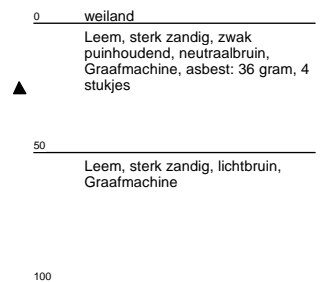 0 weiland
Leem, sterk zandig, zwak
puinhoudend, neutraalbruin,
Graafmachine, asbest: 36 gram, 4
stukjes
50
Leem, sterk zandig, lichtbruin,
Graafmachine
100